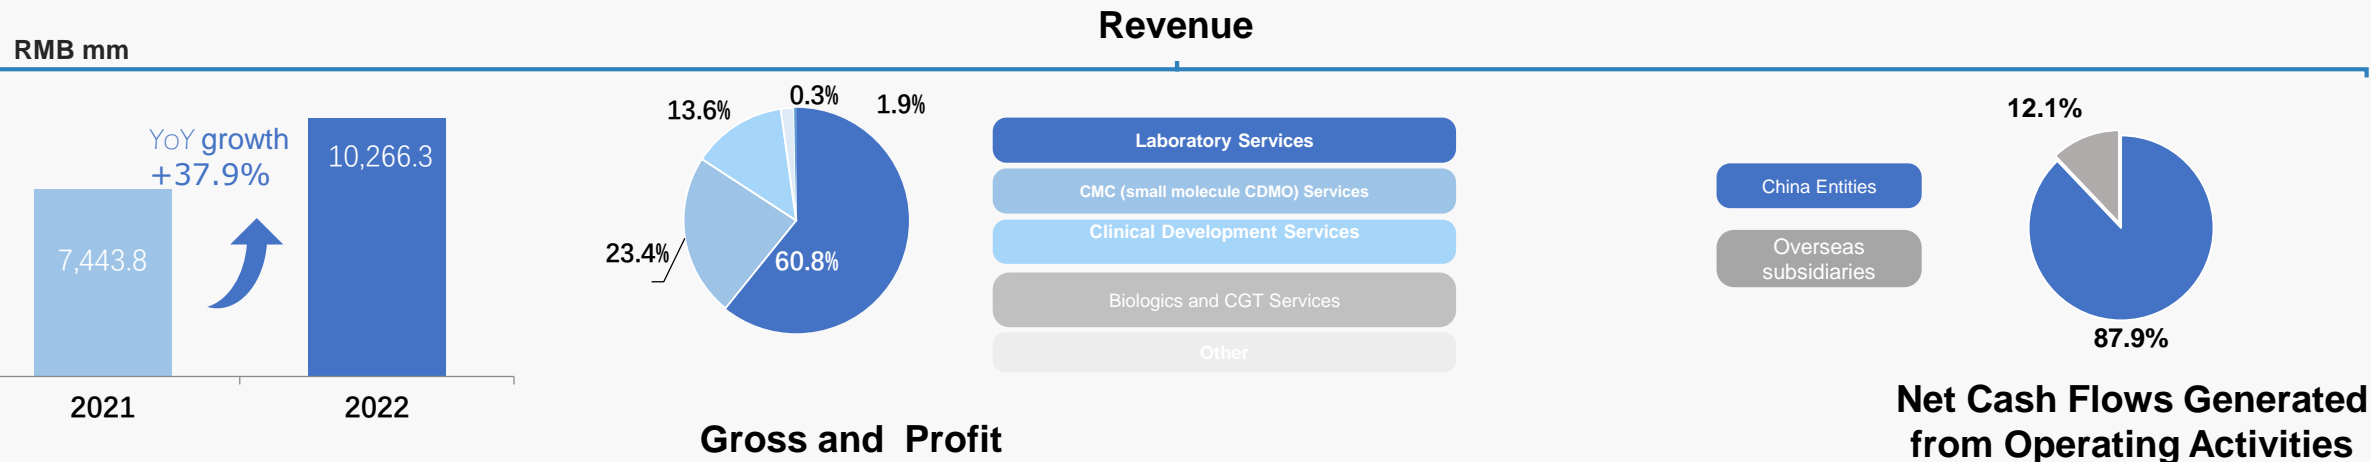 Revenue
RMB mm
YoY growth
+37.9%
7,443.8
10,266.3
2021
2022
13.6%
0.3%
1.9%
23.4%
60.8%
Laboratory Services
CMC (small molecule CDMO) Services
Clinical Development Services
Biologics and CGT Services
Other
China Entities
Overseas
subsidiaries
12.1%
87.9%
Gross and Profit
Net Cash Flows Generated
from Operating Activities